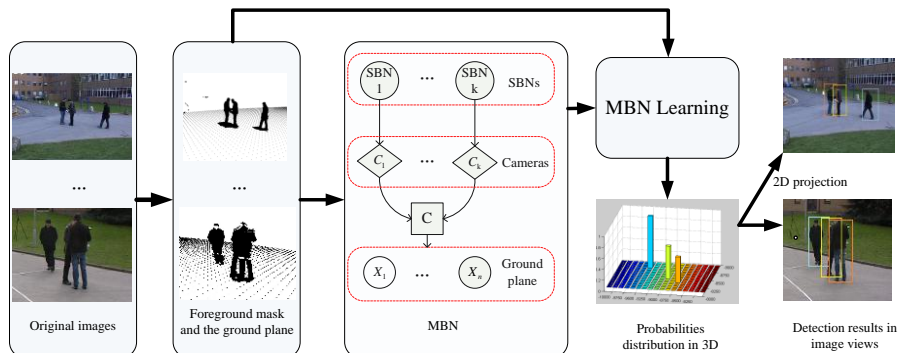 ...
Original images
...
Foreground mask
and the ground plane
SBN
1
...
SBN
k
SBNs
C1
...
Ck
Cameras
C
X1
...
Xn
Ground
plane
MBN
MBN Learning
Probabilities
distribution in 3D
2D projection
Detection results in
image views